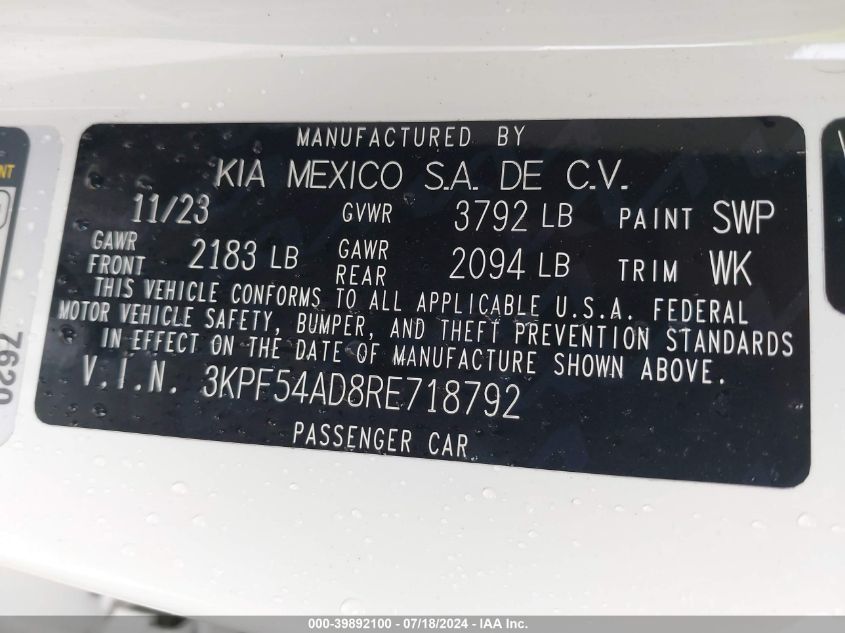 MANUFACTURED BY
KIA MEXICO S.A. DE C.V.
11/23 GVWR 3792 LB PAINT SWP
GAWR FRONT 2183 LB GAWR REAR 2094 LB TRIM WK
THIS VEHICLE CONFORMS TO ALL APPLICABLE U.S.A. FEDERAL
MOTOR VEHICLE SAFETY, BUMPER, AND THEFT PREVENTION STANDARDS
IN EFFECT ON THE DATE OF MANUFACTURE SHOWN ABOVE.
V.I.N. 3KPF54AD8RE718792
PASSENGER CAR
000-39892100 - 07/18/2024 - IAA Inc.